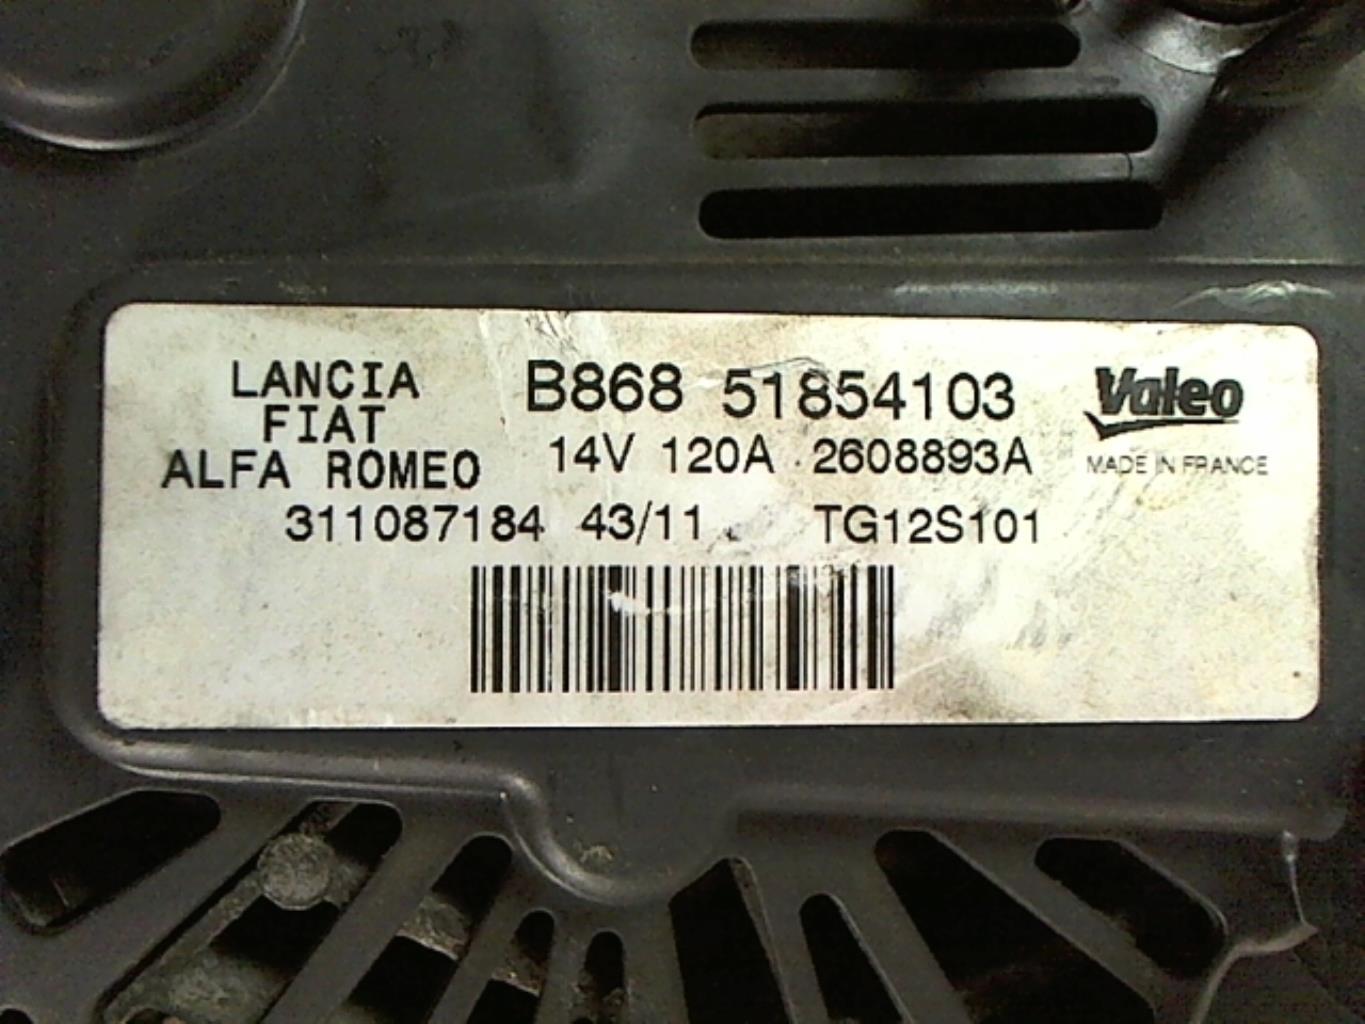 LANCIA
FIAT
ALFA ROMEO
B868 51854103
14V 120A 2608893A
311087184 43/11 TG12S101
Valeo
MADE IN FRANCE